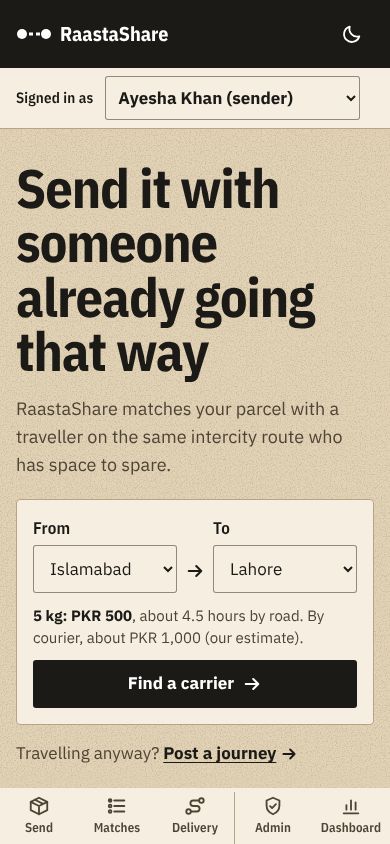 RaastaShare
Signed in as
Ayesha Khan (sender)
Send it with
someone
already going
that way
RaastaShare matches your parcel with a
traveller on the same intercity route who
has space to spare.
From
To
Islamabad
→
Lahore
5 kg: PKR 500, about 4.5 hours by road. By
courier, about PKR 1,000 (our estimate).
Find a carrier →
Travelling anyway? Post a journey →
Send
Matches
Delivery
Admin
Dashboard